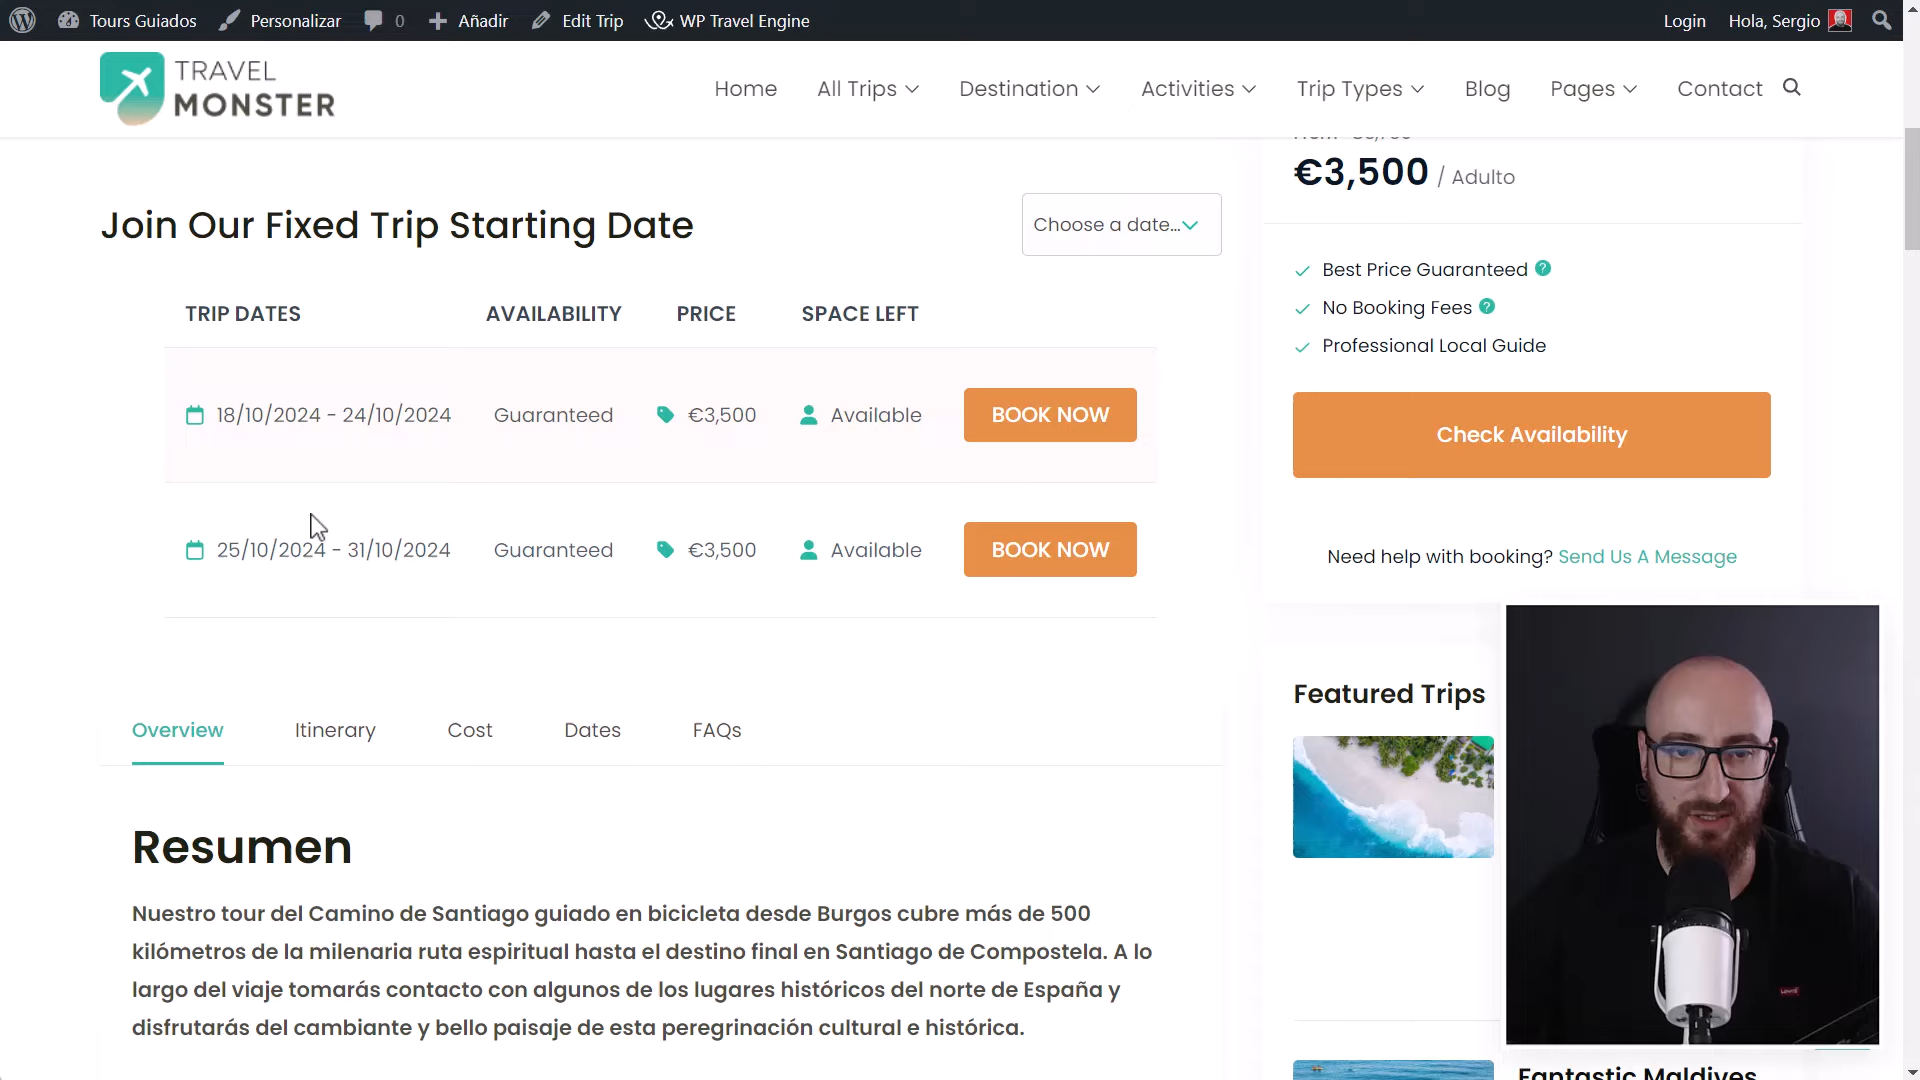 Tours Guiados
Personalizar
0
Añadir
Edit Trip
WP Travel Engine
Login
Hola, Sergio
TRAVEL
MONSTER
Home
All Trips
Destination
Activities
Trip Types
Blog
Pages
Contact
€3,500 / Adulto
Join Our Fixed Trip Starting Date
Choose a date...
TRIP DATES AVAILABILITY PRICE SPACE LEFT
18/10/2024 - 24/10/2024 Guaranteed €3,500 Available BOOK NOW
25/10/2024 - 31/10/2024 Guaranteed €3,500 Available BOOK NOW
Best Price Guaranteed ?
No Booking Fees ?
Professional Local Guide
Check Availability
Need help with booking? Send Us A Message
Overview Itinerary Cost Dates FAQs
Resumen
Nuestro tour del Camino de Santiago guiado en bicicleta desde Burgos cubre más de 500
kilómetros de la milenaria ruta espiritual hasta el destino final en Santiago de Compostela. A lo
largo del viaje tomarás contacto con algunos de los lugares históricos del norte de España y
disfrutarás del cambiante y bello paisaje de esta peregrinación cultural e histórica.
Featured Trips
Fantastic Maldives